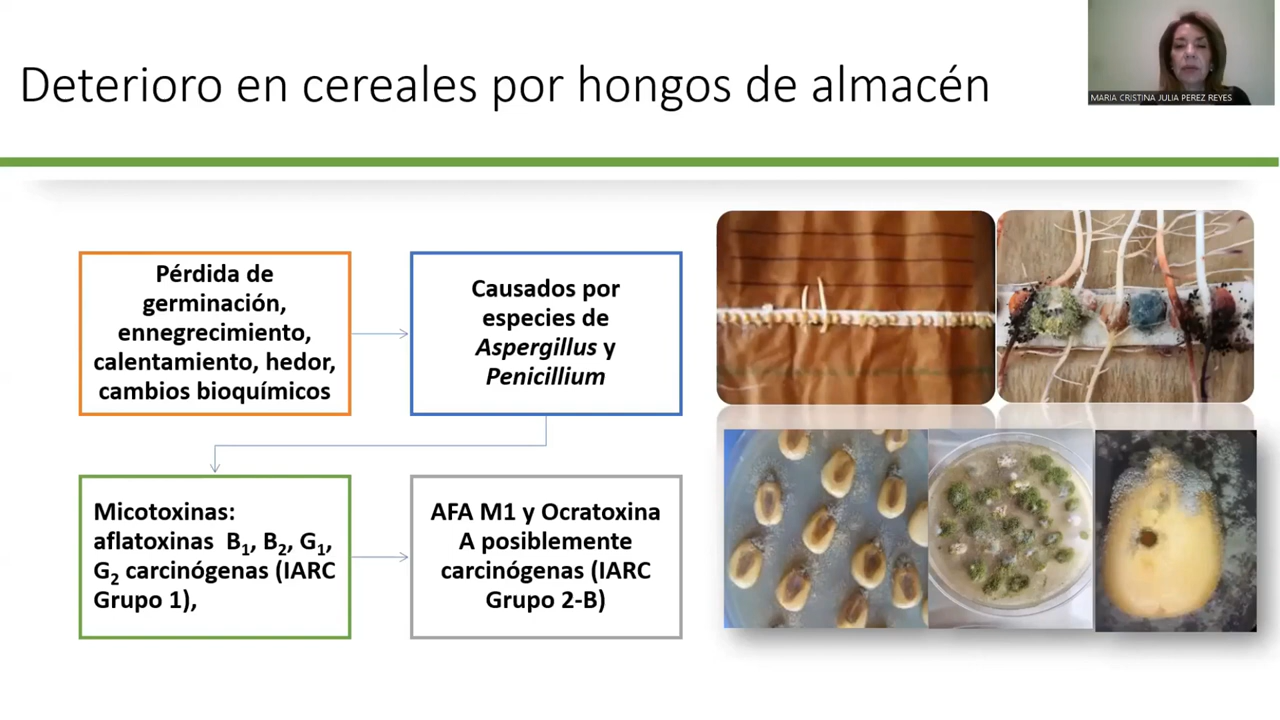 Deterioro en cereales por hongos de almacén
MARIA CRISTINA JULIA PEREZ REYES
Pérdida de
germinación,
ennegrecimiento,
calentamiento, hedor,
cambios bioquímicos
Causados por
especies de
Aspergillus y
Penicillium
Micotoxinas:
aflatoxinas B₁, B₂, G₁,
G₂ carcinógenas (IARC
Grupo 1),
AFA M1 y Ocratoxina
A posiblemente
carcinógenas (IARC
Grupo 2-B)